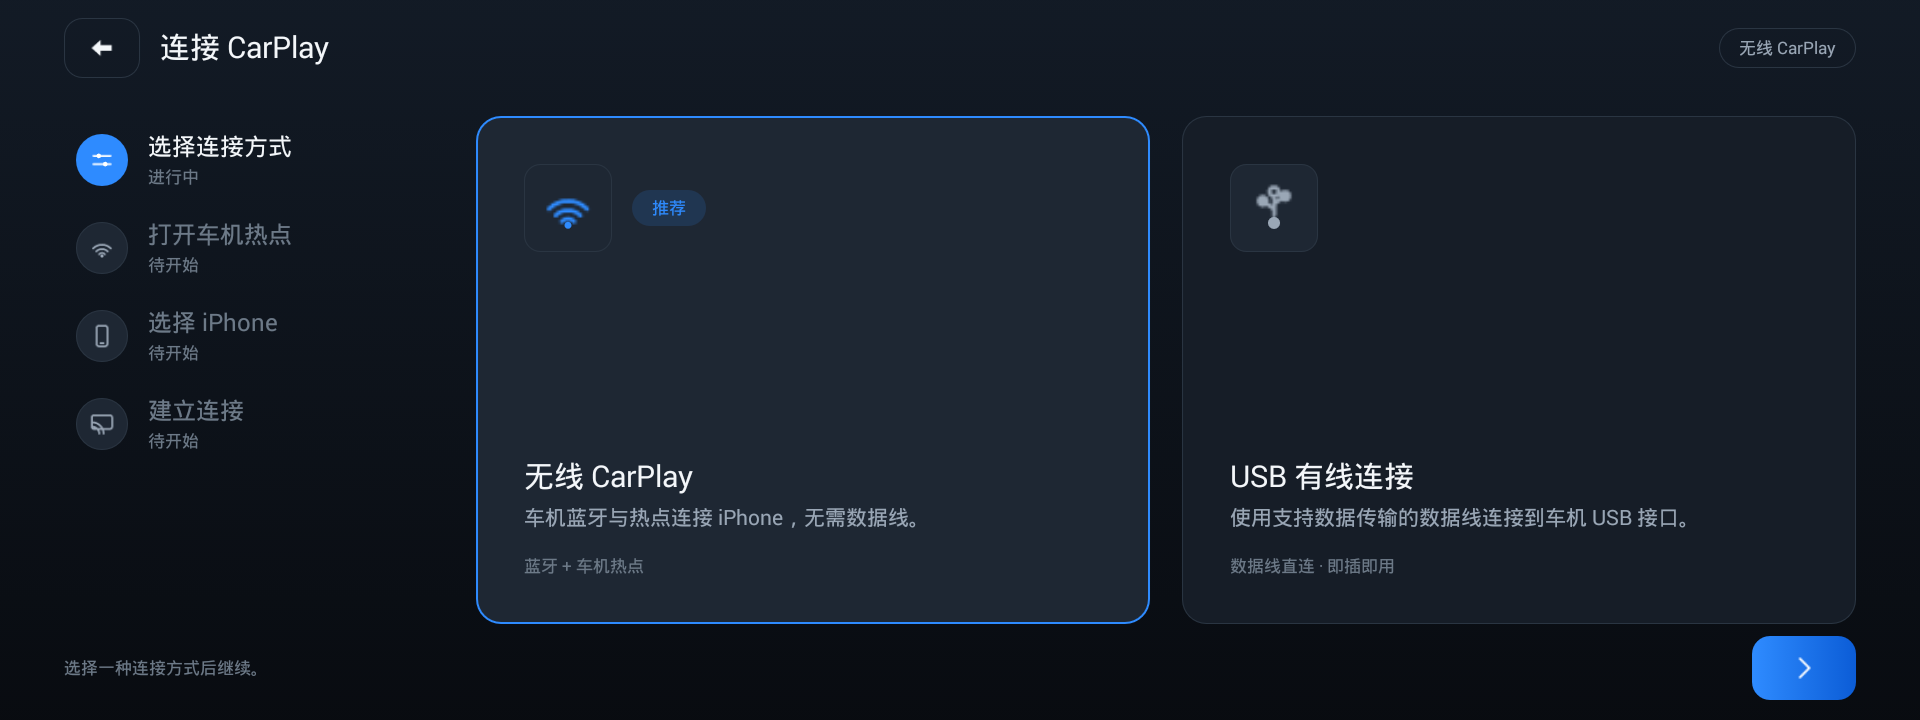 连接 CarPlay
无线 CarPlay
选择连接方式
进行中
打开车机热点
待开始
选择 iPhone
待开始
建立连接
待开始
推荐
无线 CarPlay
车机蓝牙与热点连接 iPhone，无需数据线。
蓝牙 + 车机热点
USB 有线连接
使用支持数据传输的数据线连接到车机 USB 接口。
数据线直连 · 即插即用
选择一种连接方式后继续。